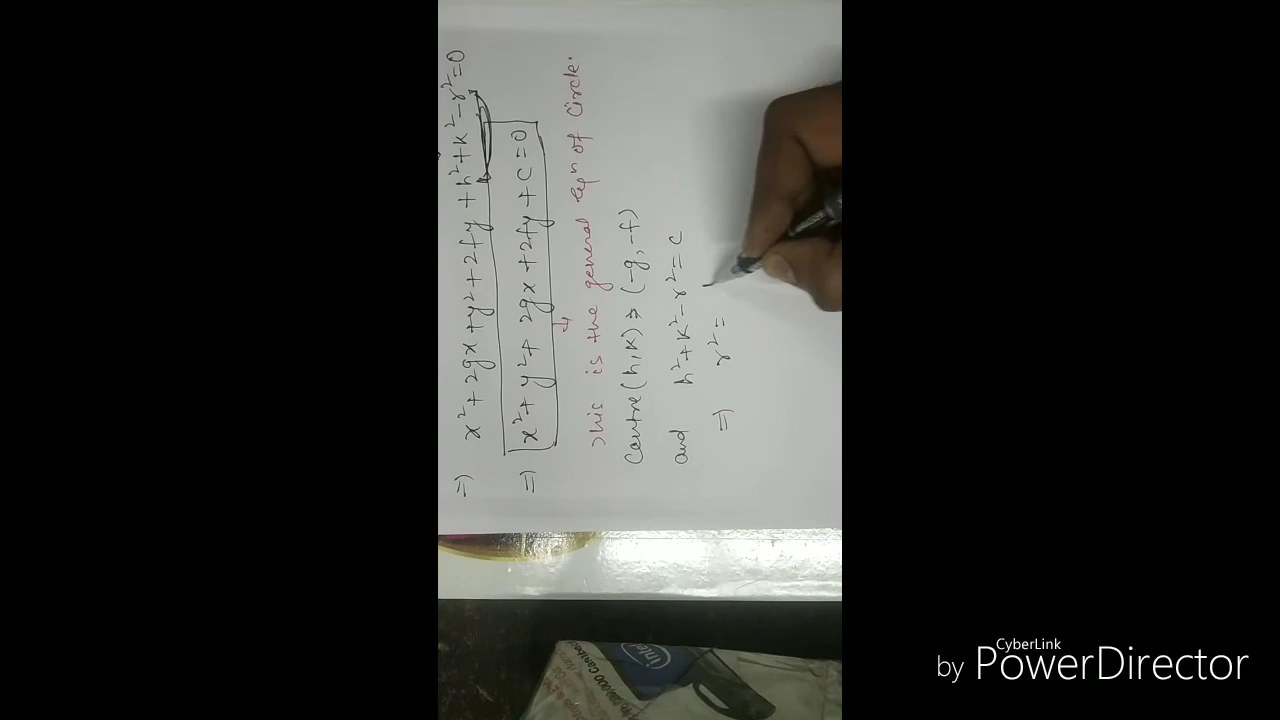 ⇒) x² + 2gx + y² + 2fy + h² + k² - r² = 0
⇒) x² + y² + 2gx + 2fy + C = 0
This is the general eqⁿ of Circle.
Centre (h, k) ⇒ (-g, -f)
and h² + k² - r² = C
⇒) r² =
intel
CyberLink
by PowerDirector